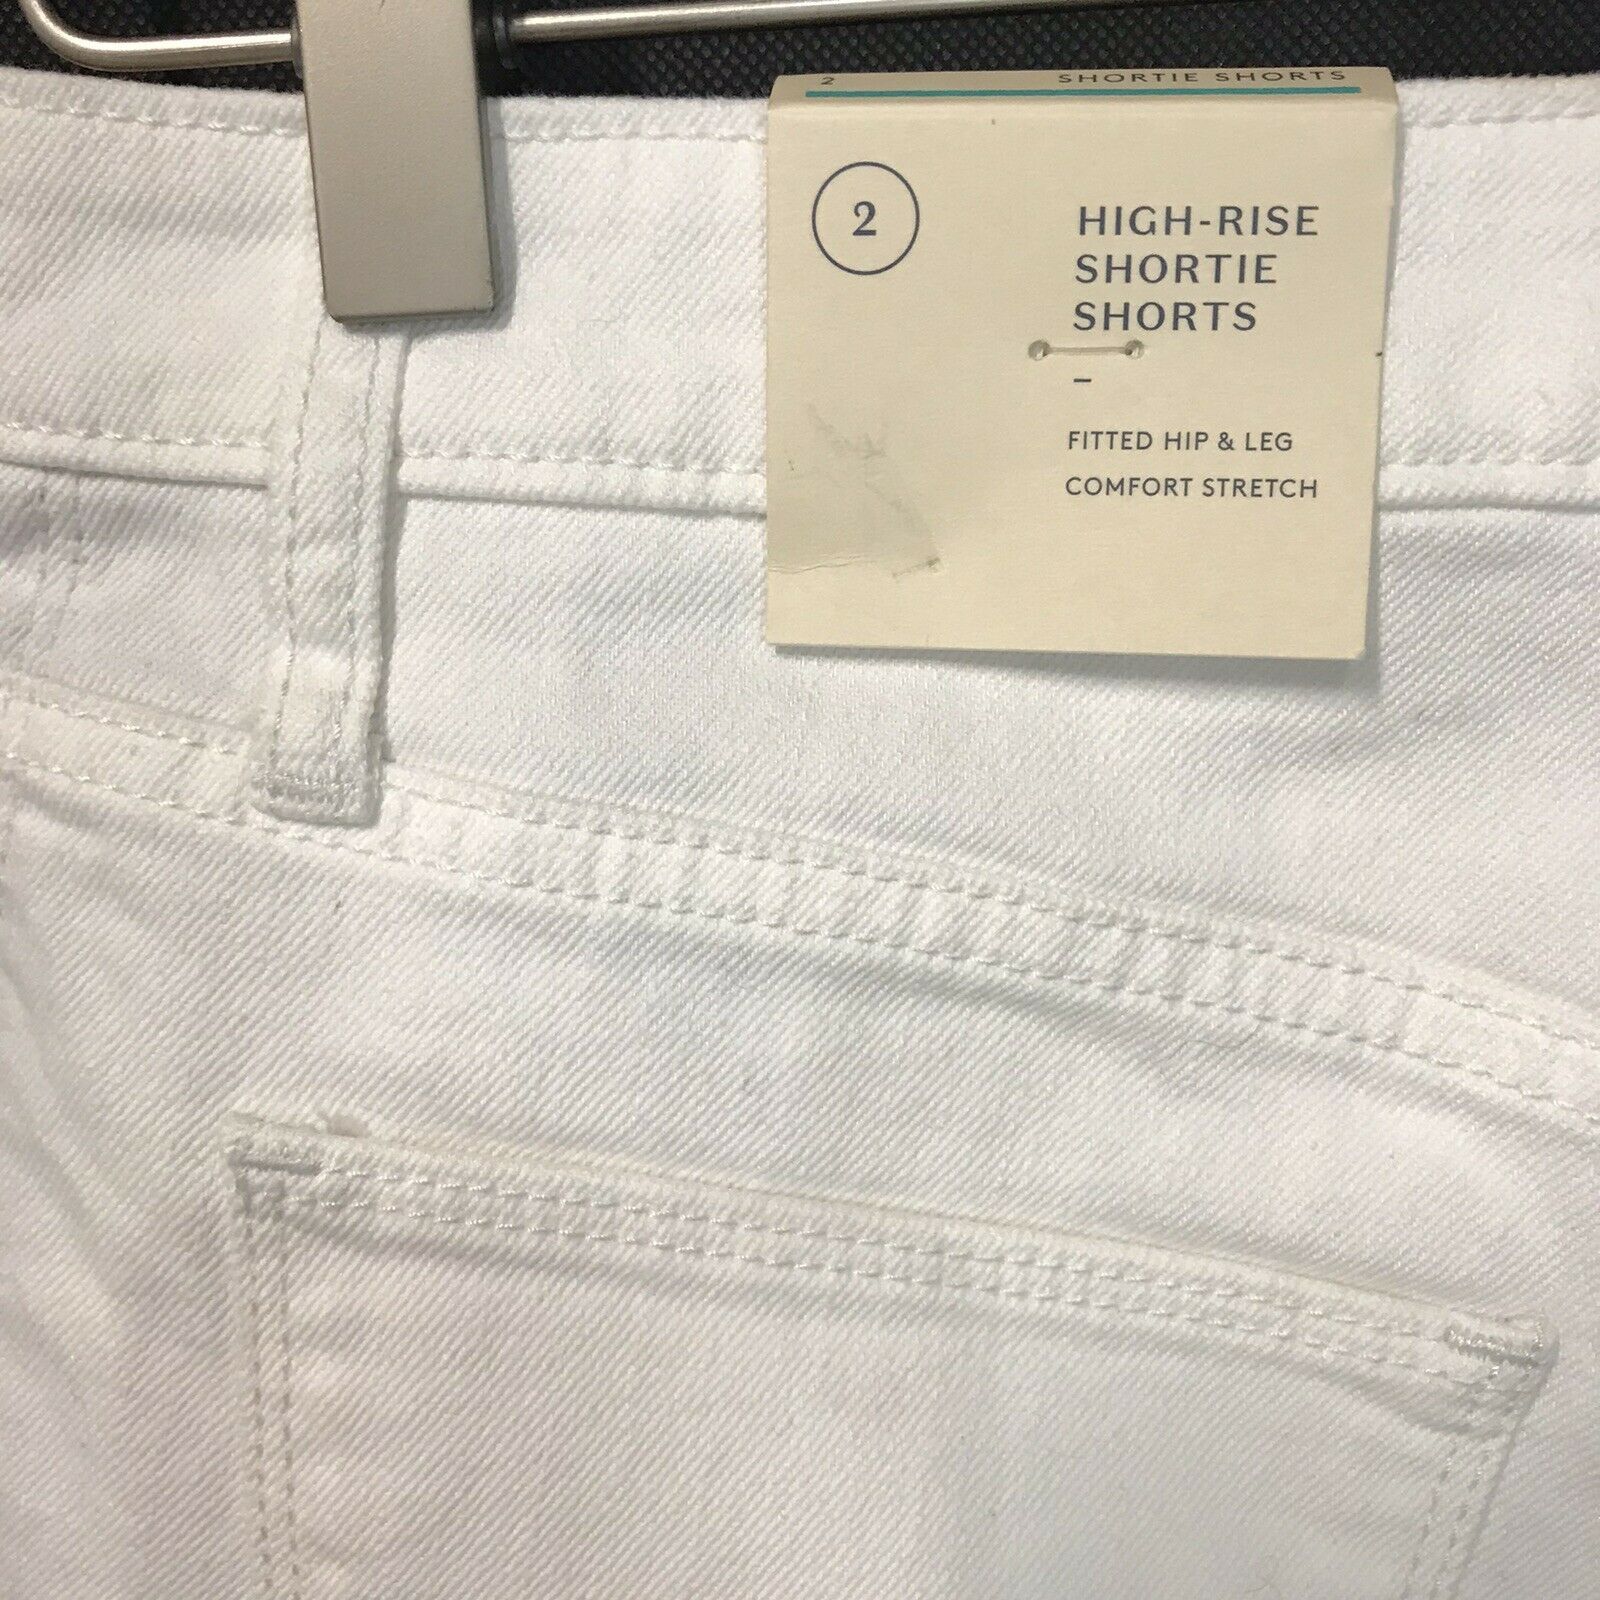 2 SHORTIE SHORTS
2
HIGH-RISE
SHORTIE
SHORTS
–
FITTED HIP & LEG
COMFORT STRETCH